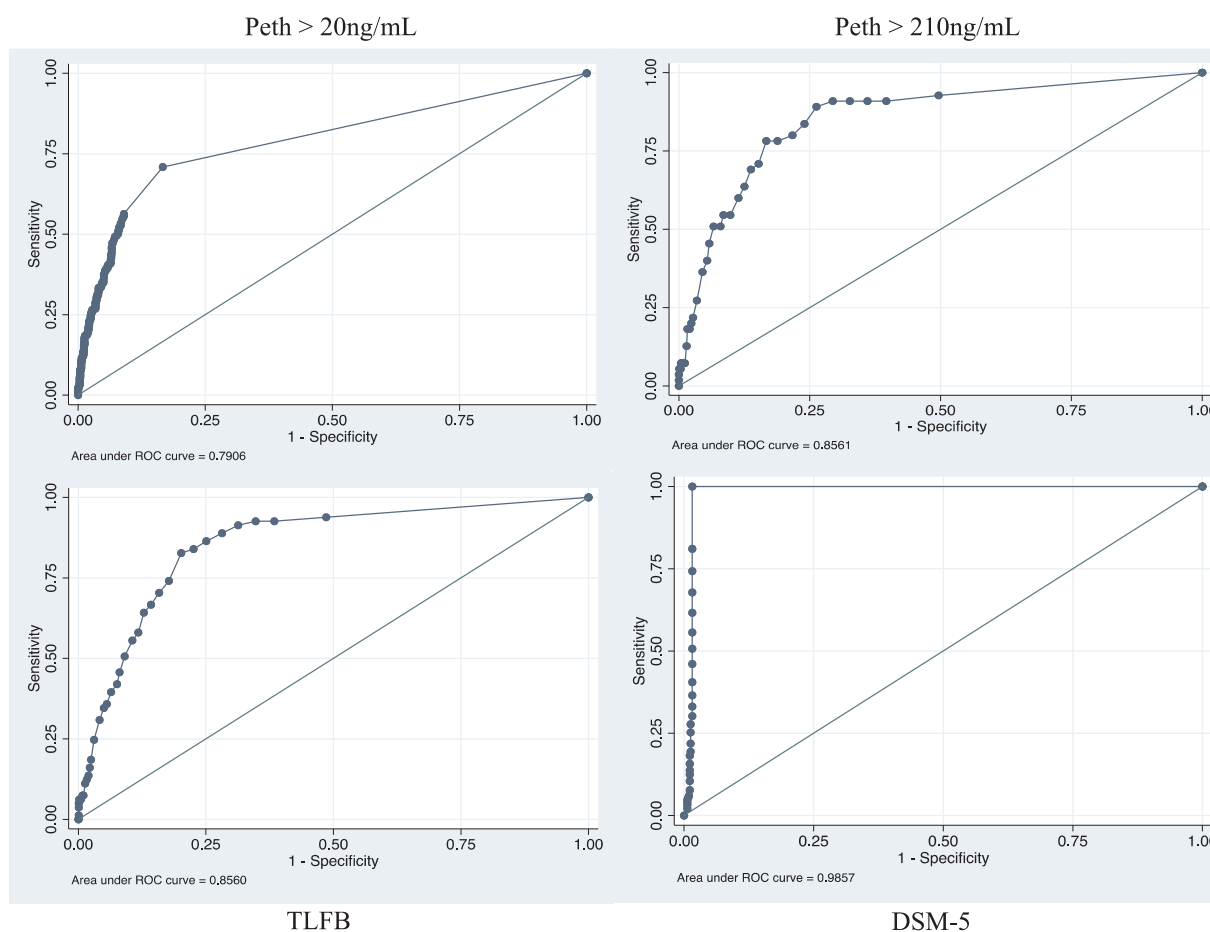 Peth > 20ng/mL
Peth > 210ng/mL
1.00
0.75
0.50
0.25
0.00
Sensitivity
0.00 0.25 0.50 0.75 1.00
1 - Specificity
Area under ROC curve = 0.7906
1.00
0.75
0.50
0.25
0.00
Sensitivity
0.00 0.25 0.50 0.75 1.00
1 - Specificity
Area under ROC curve = 0.8561
1.00
0.75
0.50
0.25
0.00
Sensitivity
0.00 0.25 0.50 0.75 1.00
1 - Specificity
Area under ROC curve = 0.8560
1.00
0.75
0.50
0.25
0.00
Sensitivity
0.00 0.25 0.50 0.75 1.00
1 - Specificity
Area under ROC curve = 0.9857
TLFB
DSM-5